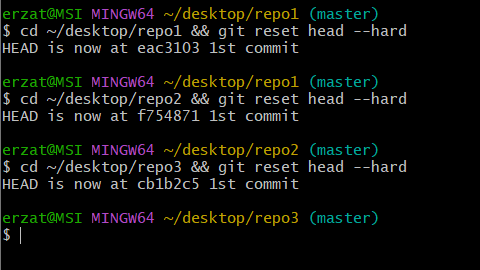 erzat@MSI MINGW64 ~/desktop/repo1 (master)
$ cd ~/desktop/repo1 && git reset head --hard
HEAD is now at eac3103 1st commit
erzat@MSI MINGW64 ~/desktop/repo1 (master)
$ cd ~/desktop/repo2 && git reset head --hard
HEAD is now at f754871 1st commit
erzat@MSI MINGW64 ~/desktop/repo2 (master)
$ cd ~/desktop/repo3 && git reset head --hard
HEAD is now at cb1b2c5 1st commit
erzat@MSI MINGW64 ~/desktop/repo3 (master)
$